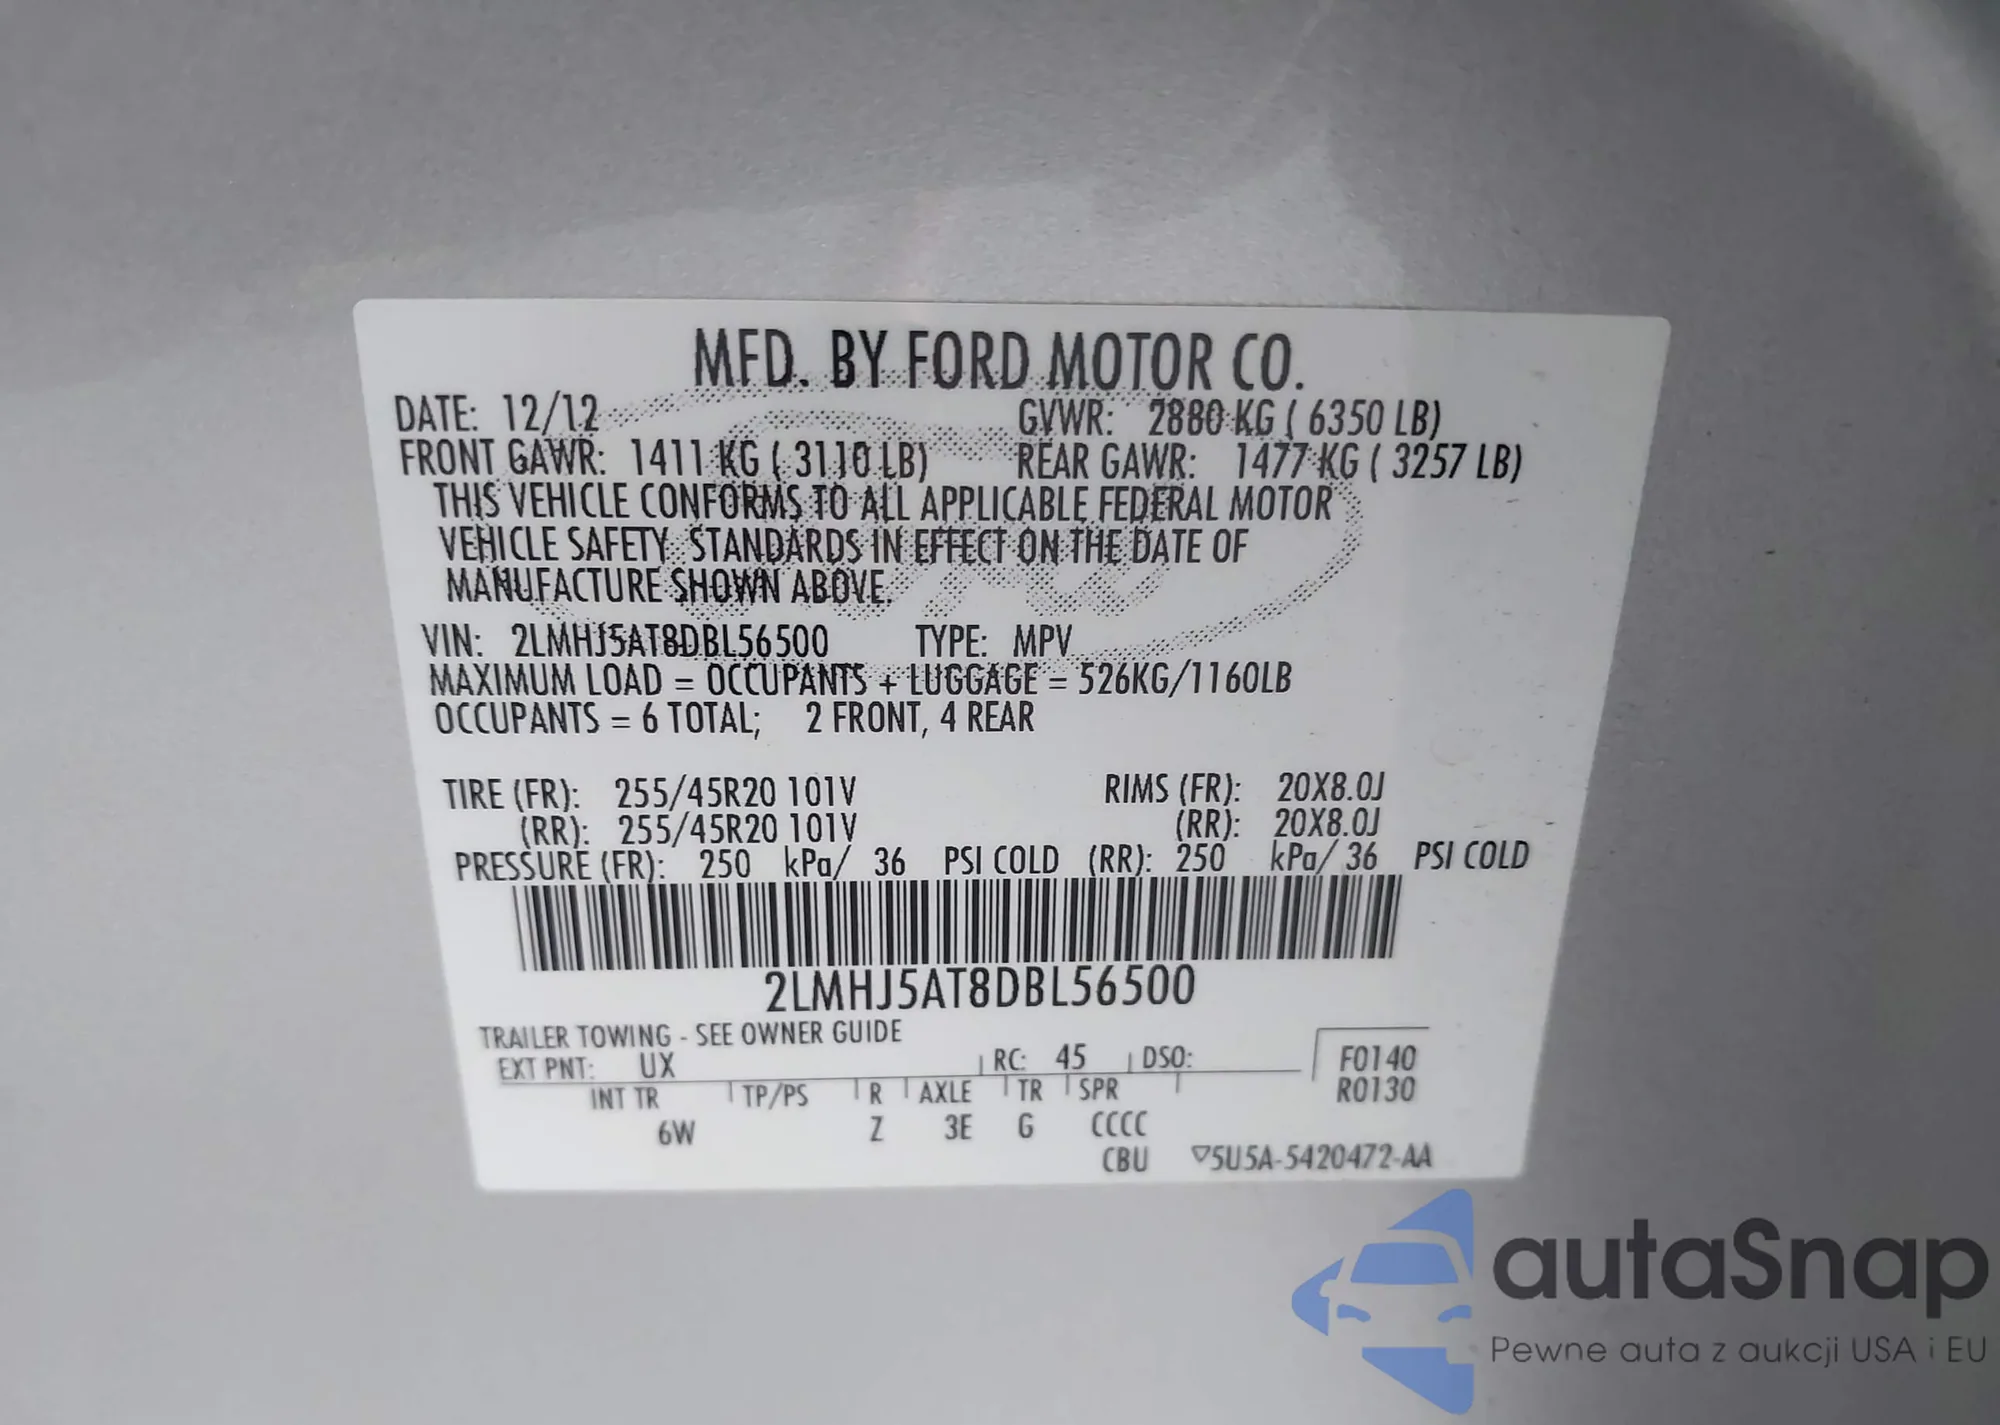 MFD. BY FORD MOTOR CO.
DATE: 12/12 GVWR: 2880 KG ( 6350 LB)
FRONT GAWR: 1411 KG ( 3110 LB) REAR GAWR: 1477 KG ( 3257 LB)
THIS VEHICLE CONFORMS TO ALL APPLICABLE FEDERAL MOTOR
VEHICLE SAFETY STANDARDS IN EFFECT ON THE DATE OF
MANUFACTURE SHOWN ABOVE.
VIN: 2LMHJ5AT8DBL56500 TYPE: MPV
MAXIMUM LOAD = OCCUPANTS + LUGGAGE = 526KG/1160LB
OCCUPANTS = 6 TOTAL; 2 FRONT, 4 REAR
TIRE (FR): 255/45R20 101V RIMS (FR): 20X8.0J
(RR): 255/45R20 101V (RR): 20X8.0J
PRESSURE (FR): 250 kPa/ 36 PSI COLD (RR): 250 kPa/ 36 PSI COLD
2LMHJ5AT8DBL56500
TRAILER TOWING - SEE OWNER GUIDE
EXT PNT: UX RC: 45 DSO: F0140
INT TR TP/PS R AXLE TR SPR R0130
6W Z 3E G CCCC
CBU ▽5U5A-5420472-AA
autaSnap
Pewne auta z aukcji USA i EU